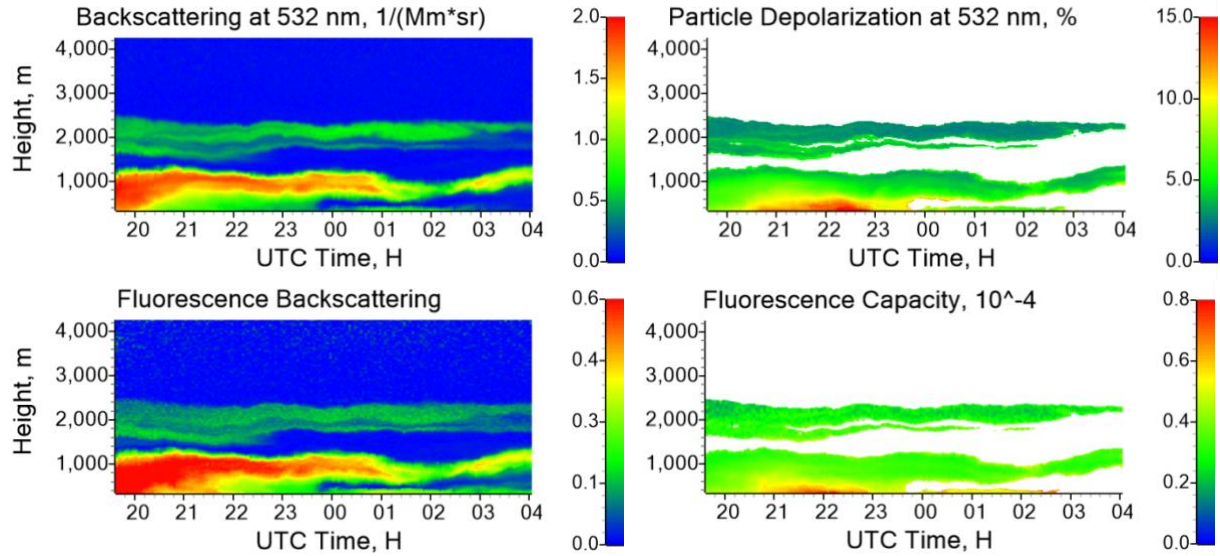 Backscattering at 532 nm, 1/(Mm*sr)
Height, m
4,000
3,000
2,000
1,000
20 21 22 23 00 01 02 03 04
UTC Time, H
2.0
1.5
1.0
0.5
0.0
Particle Depolarization at 532 nm, %
4,000
3,000
2,000
1,000
20 21 22 23 00 01 02 03 04
UTC Time, H
15.0
10.0
5.0
0.0
Fluorescence Backscattering
Height, m
4,000
3,000
2,000
1,000
20 21 22 23 00 01 02 03 04
UTC Time, H
0.6
0.4
0.3
0.1
0.0
Fluorescence Capacity, 10^-4
4,000
3,000
2,000
1,000
20 21 22 23 00 01 02 03 04
UTC Time, H
0.8
0.6
0.4
0.2
0.0